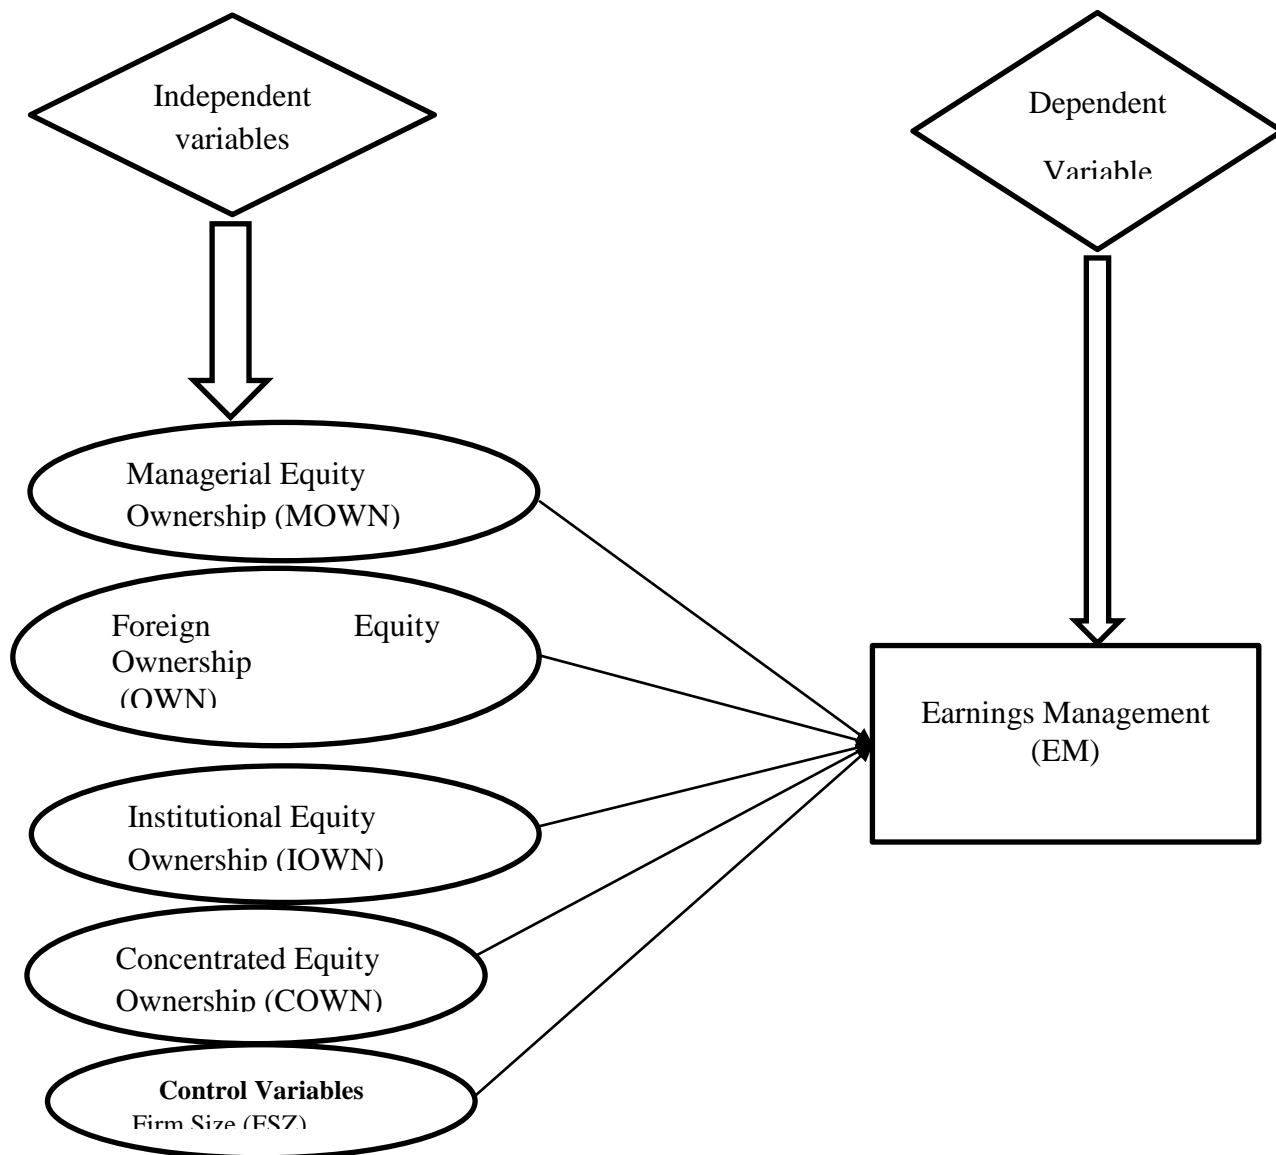 Independent
variables
Dependent
Variable
Managerial Equity
Ownership (MOWN)
Foreign Equity
Ownership
(OWN)
Institutional Equity
Ownership (IOWN)
Concentrated Equity
Ownership (COWN)
Control Variables
Firm Size (FSZ)
Earnings Management
(EM)